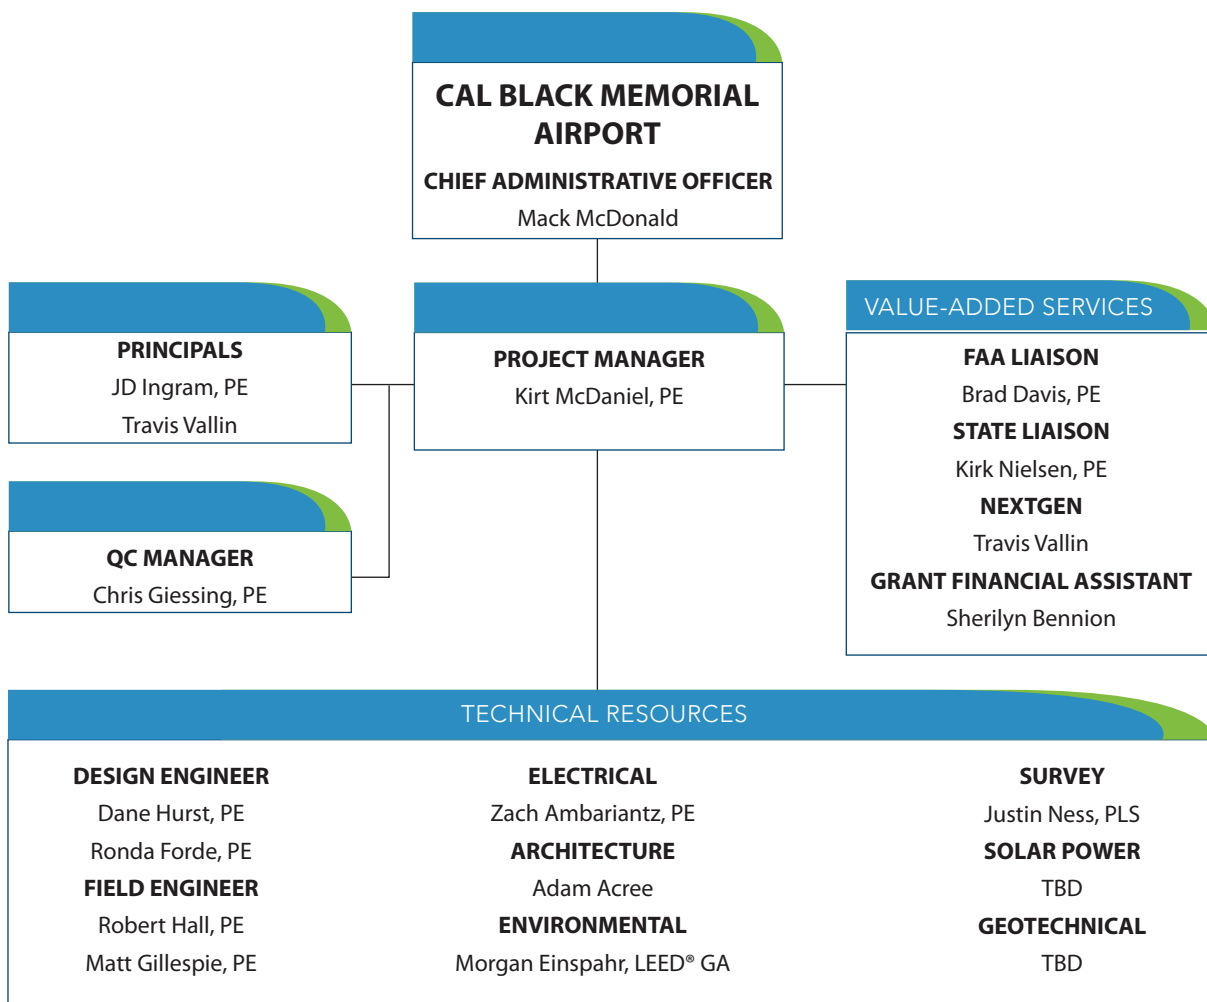 CAL BLACK MEMORIAL
AIRPORT
CHIEF ADMINISTRATIVE OFFICER
Mack McDonald
PRINCIPALS
JD Ingram, PE
Travis Vallin
QC MANAGER
Chris Giessing, PE
PROJECT MANAGER
Kirt McDaniel, PE
VALUE-ADDED SERVICES
FAA LIAISON
Brad Davis, PE
STATE LIAISON
Kirk Nielsen, PE
NEXTGEN
Travis Vallin
GRANT FINANCIAL ASSISTANT
Sherilyn Bennion
TECHNICAL RESOURCES
DESIGN ENGINEER
Dane Hurst, PE
Ronda Forde, PE
FIELD ENGINEER
Robert Hall, PE
Matt Gillespie, PE
ELECTRICAL
Zach Ambariantz, PE
ARCHITECTURE
Adam Acree
ENVIRONMENTAL
Morgan Einspahr, LEED® GA
SURVEY
Justin Ness, PLS
SOLAR POWER
TBD
GEOTECHNICAL
TBD